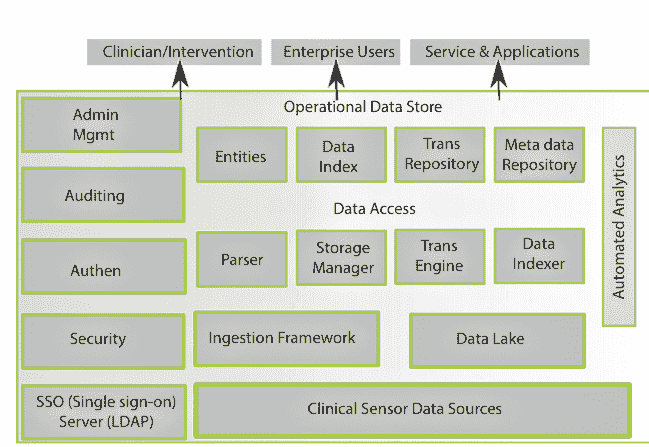 Clinician/Intervention
Enterprise Users
Service & Applications
Operational Data Store
Admin
Mgmt
Entities
Data
Index
Trans
Repository
Meta data
Repository
Automated Analytics
Auditing
Data Access
Authen
Parser
Storage
Manager
Trans
Engine
Data
Indexer
Security
Ingestion Framework
Data Lake
SSO (Single sign-on)
Server (LDAP)
Clinical Sensor Data Sources